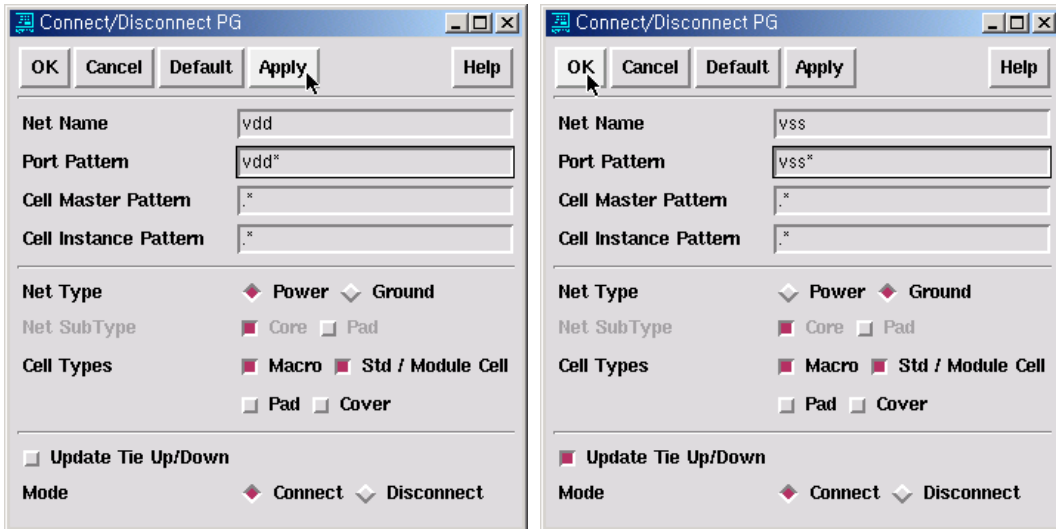 Connect/Disconnect PG
OK Cancel Default Apply Help
Net Name vdd
Port Pattern vdd*
Cell Master Pattern .*
Cell Instance Pattern .*
Net Type Power Ground
Net SubType Core Pad
Cell Types Macro Std / Module Cell
Pad Cover
Update Tie Up/Down
Mode Connect Disconnect
Connect/Disconnect PG
OK Cancel Default Apply Help
Net Name vss
Port Pattern vss*
Cell Master Pattern .*
Cell Instance Pattern .*
Net Type Power Ground
Net SubType Core Pad
Cell Types Macro Std / Module Cell
Pad Cover
Update Tie Up/Down
Mode Connect Disconnect